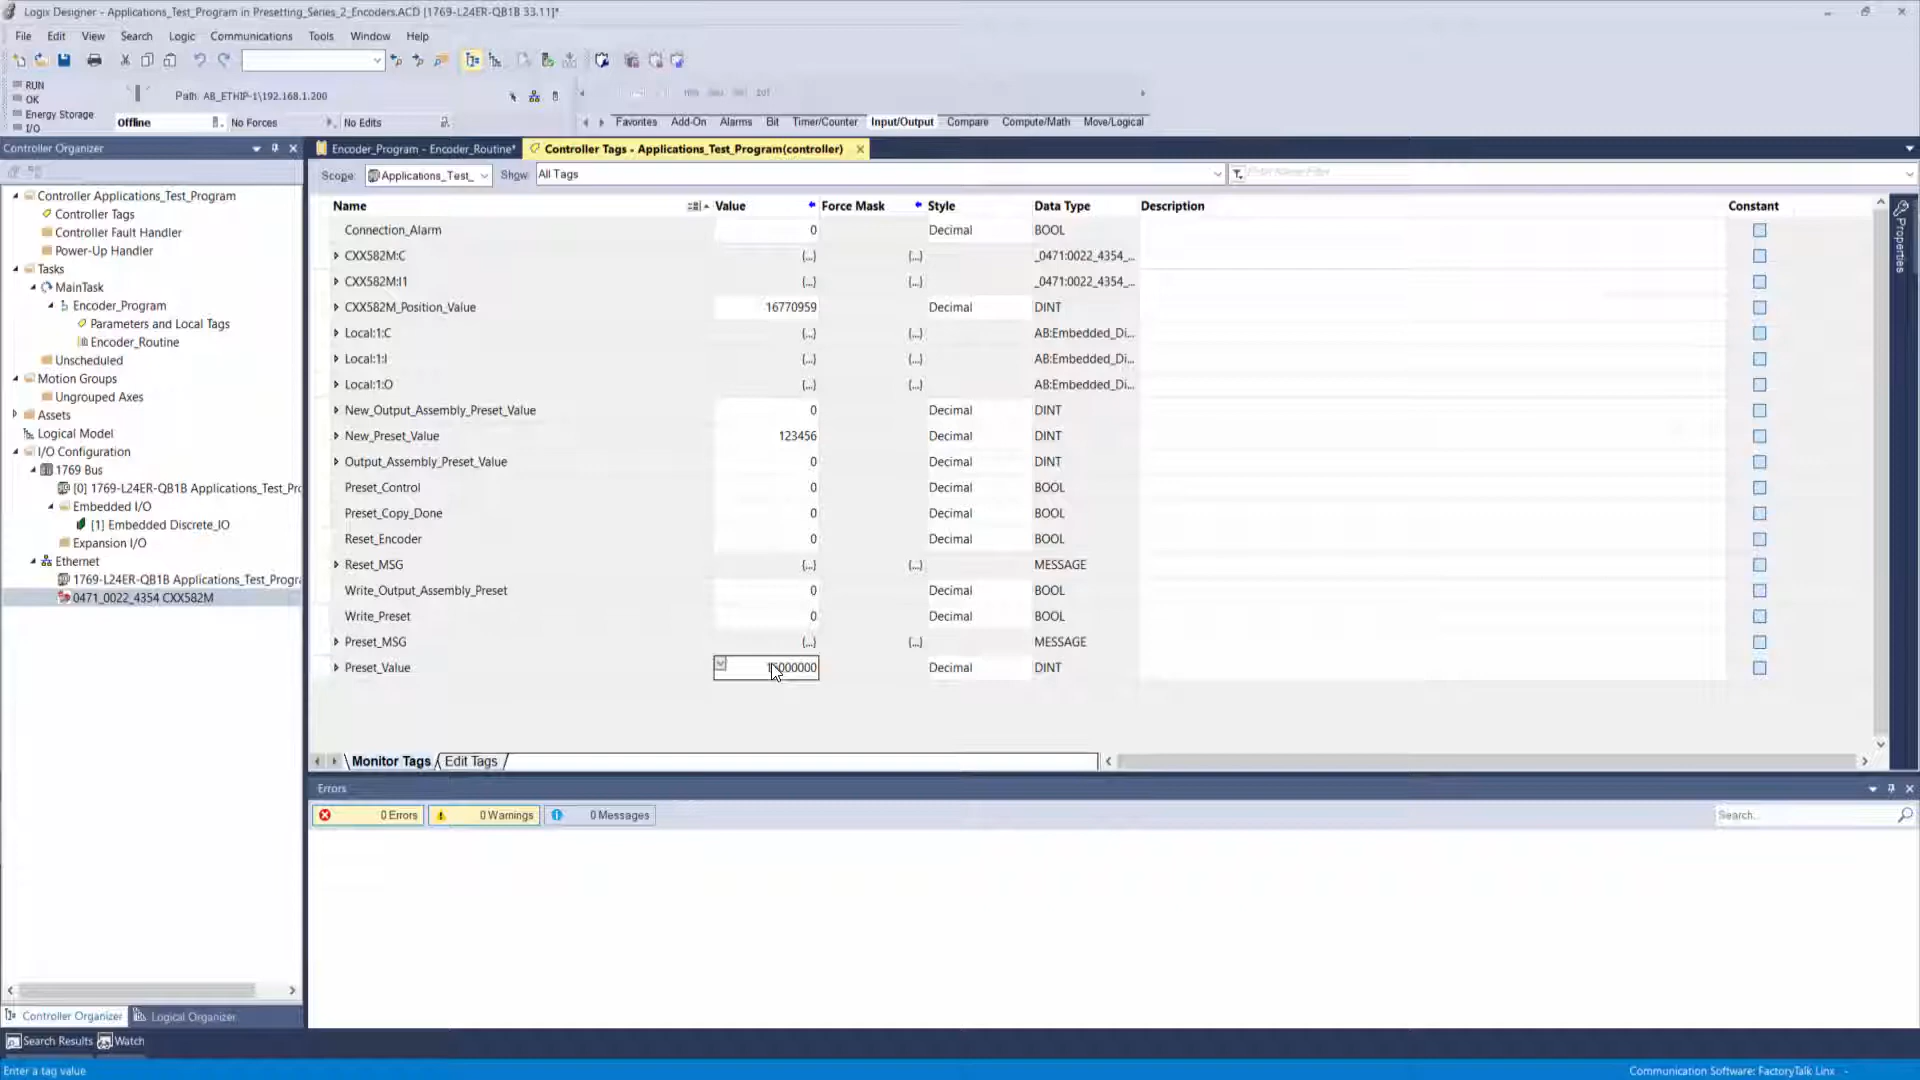 Logix Designer - Applications_Test_Program in Presetting_Series_2_Encoders.ACD [1769-L24ER-QB1B 33.11]*
File Edit View Search Logic Communications Tools Window Help
RUN
OK
Energy Storage
I/O
Path: AB_ETHIP-1\192.168.1.200
Offline No Forces No Edits
Favorites Add-On Alarms Bit Timer/Counter Input/Output Compare Compute/Math Move/Logical
Controller Organizer
Controller Applications_Test_Program
Controller Tags
Controller Fault Handler
Power-Up Handler
Tasks
MainTask
Encoder_Program
Parameters and Local Tags
Encoder_Routine
Unscheduled
Motion Groups
Ungrouped Axes
Assets
Logical Model
I/O Configuration
1769 Bus
[0] 1769-L24ER-QB1B Applications_Test_Pro
Embedded I/O
[1] Embedded Discrete_IO
Expansion I/O
Ethernet
1769-L24ER-QB1B Applications_Test_Progra
0471_0022_4354 CXX582M
Controller Organizer Logical Organizer
Encoder_Program - Encoder_Routine* Controller Tags - Applications_Test_Program(controller)
Scope: Applications_Test_ Show: All Tags Enter Name Filter
Name Value Force Mask Style Data Type Description Constant
Connection_Alarm 0 Decimal BOOL
CXX582M:C {...} {...} _0471:0022_4354_...
CXX582M:I1 {...} {...} _0471:0022_4354_...
CXX582M_Position_Value 16770959 Decimal DINT
Local:1:C {...} {...} AB:Embedded_Di...
Local:1:I {...} {...} AB:Embedded_Di...
Local:1:O {...} {...} AB:Embedded_Di...
New_Output_Assembly_Preset_Value 0 Decimal DINT
New_Preset_Value 123456 Decimal DINT
Output_Assembly_Preset_Value 0 Decimal DINT
Preset_Control 0 Decimal BOOL
Preset_Copy_Done 0 Decimal BOOL
Reset_Encoder 0 Decimal BOOL
Reset_MSG {...} {...} MESSAGE
Write_Output_Assembly_Preset 0 Decimal BOOL
Write_Preset 0 Decimal BOOL
Preset_MSG {...} {...} MESSAGE
Preset_Value Decimal DINT
Monitor Tags Edit Tags
Properties
Errors
0 Errors 0 Warnings 0 Messages Search...
Search Results Watch
Enter a tag value Communication Software: FactoryTalk Linx